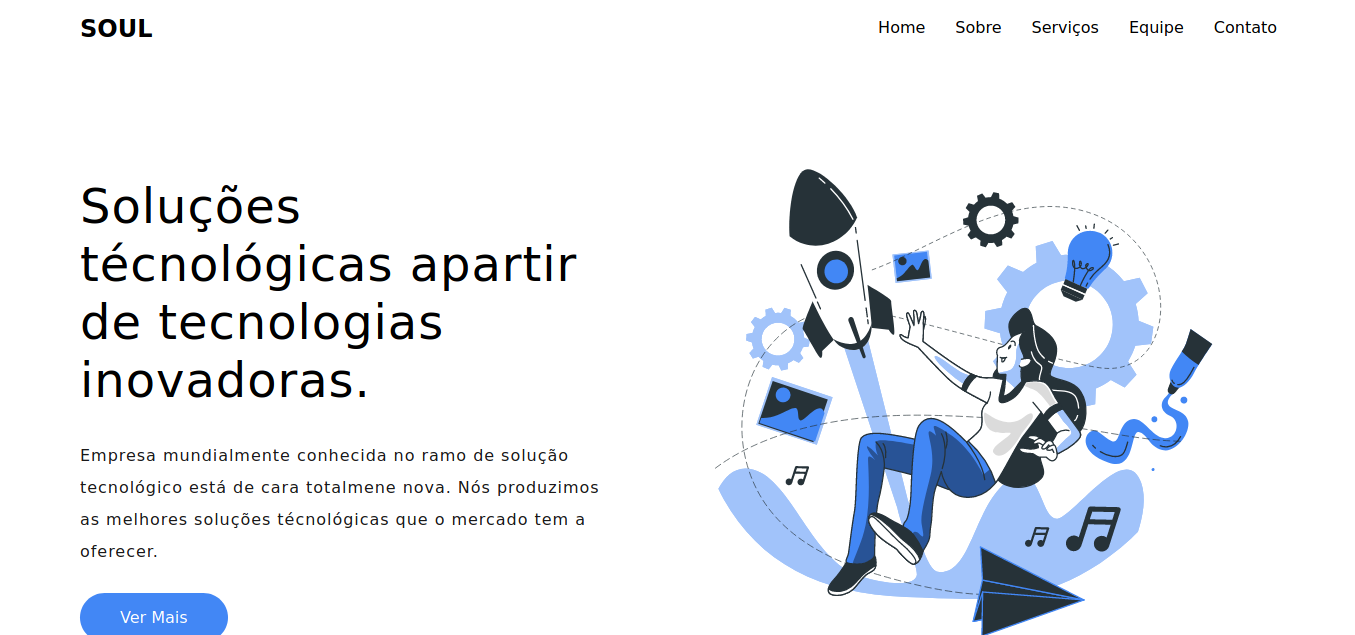 SOUL
Home Sobre Serviços Equipe Contato
Soluções
técnológicas apartir
de tecnologias
inovadoras.
Empresa mundialmente conhecida no ramo de solução
tecnológico está de cara totalmene nova. Nós produzimos
as melhores soluções técnológicas que o mercado tem a
oferecer.
Ver Mais